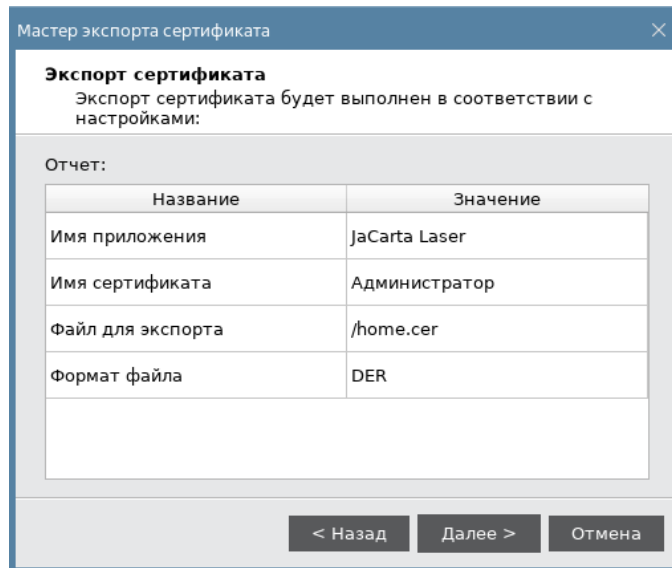 Мастер экспорта сертификата
Экспорт сертификата
Экспорт сертификата будет выполнен в соответствии с
настройками:
Отчет:
Название Значение
Имя приложения JaCarta Laser
Имя сертификата Администратор
Файл для экспорта /home.cer
Формат файла DER
< Назад Далее > Отмена